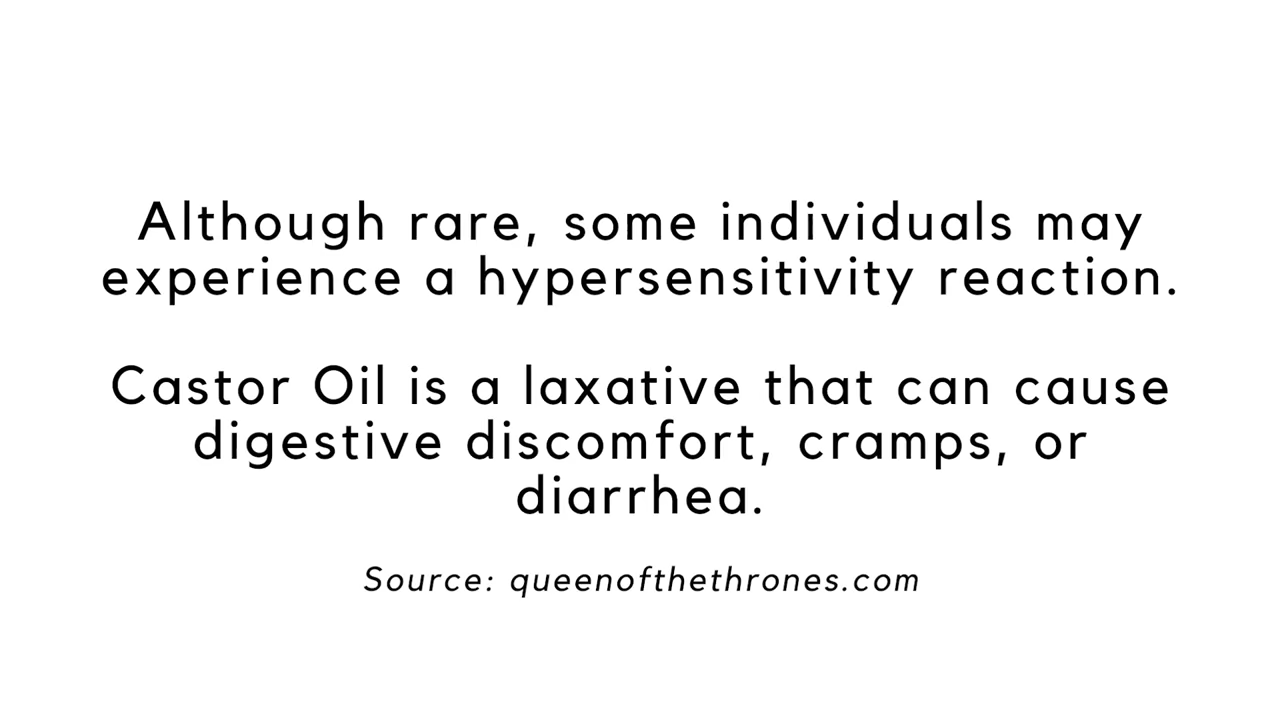 Although rare, some individuals may
experience a hypersensitivity reaction.
Castor Oil is a laxative that can cause
digestive discomfort, cramps, or
diarrhea.
Source: queenofthethrones.com